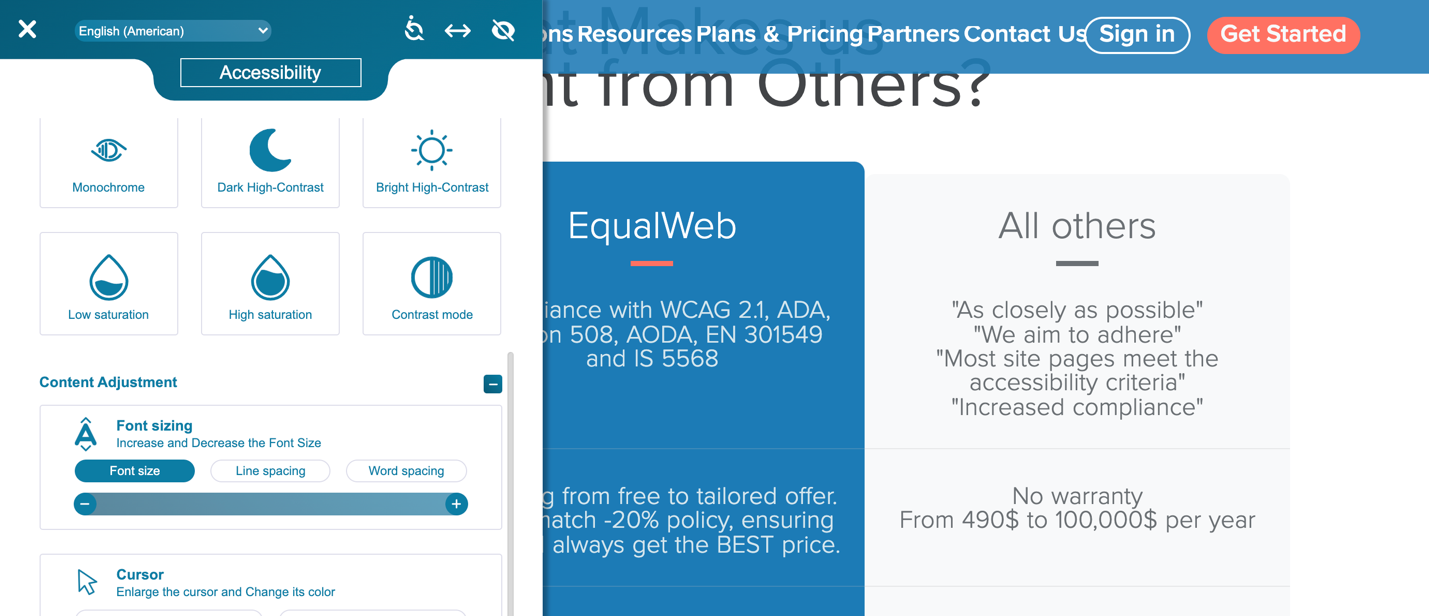 English (American)
Accessibility
Monochrome
Dark High-Contrast
Bright High-Contrast
Low saturation
High saturation
Contrast mode
Content Adjustment
Font sizing
Increase and Decrease the Font Size
Font size
Line spacing
Word spacing
Cursor
Enlarge the cursor and Change its color
Resources Plans & Pricing Partners Contact Us
Sign in
Get Started
Makes us
from Others?
EqualWeb
with WCAG 2.1, ADA,
508, AODA, EN 301549
and IS 5568
from free to tailored offer.
-20% policy, ensuring
always get the BEST price.
All others
"As closely as possible"
"We aim to adhere"
"Most site pages meet the
accessibility criteria"
"Increased compliance"
No warranty
From 490$ to 100,000$ per year